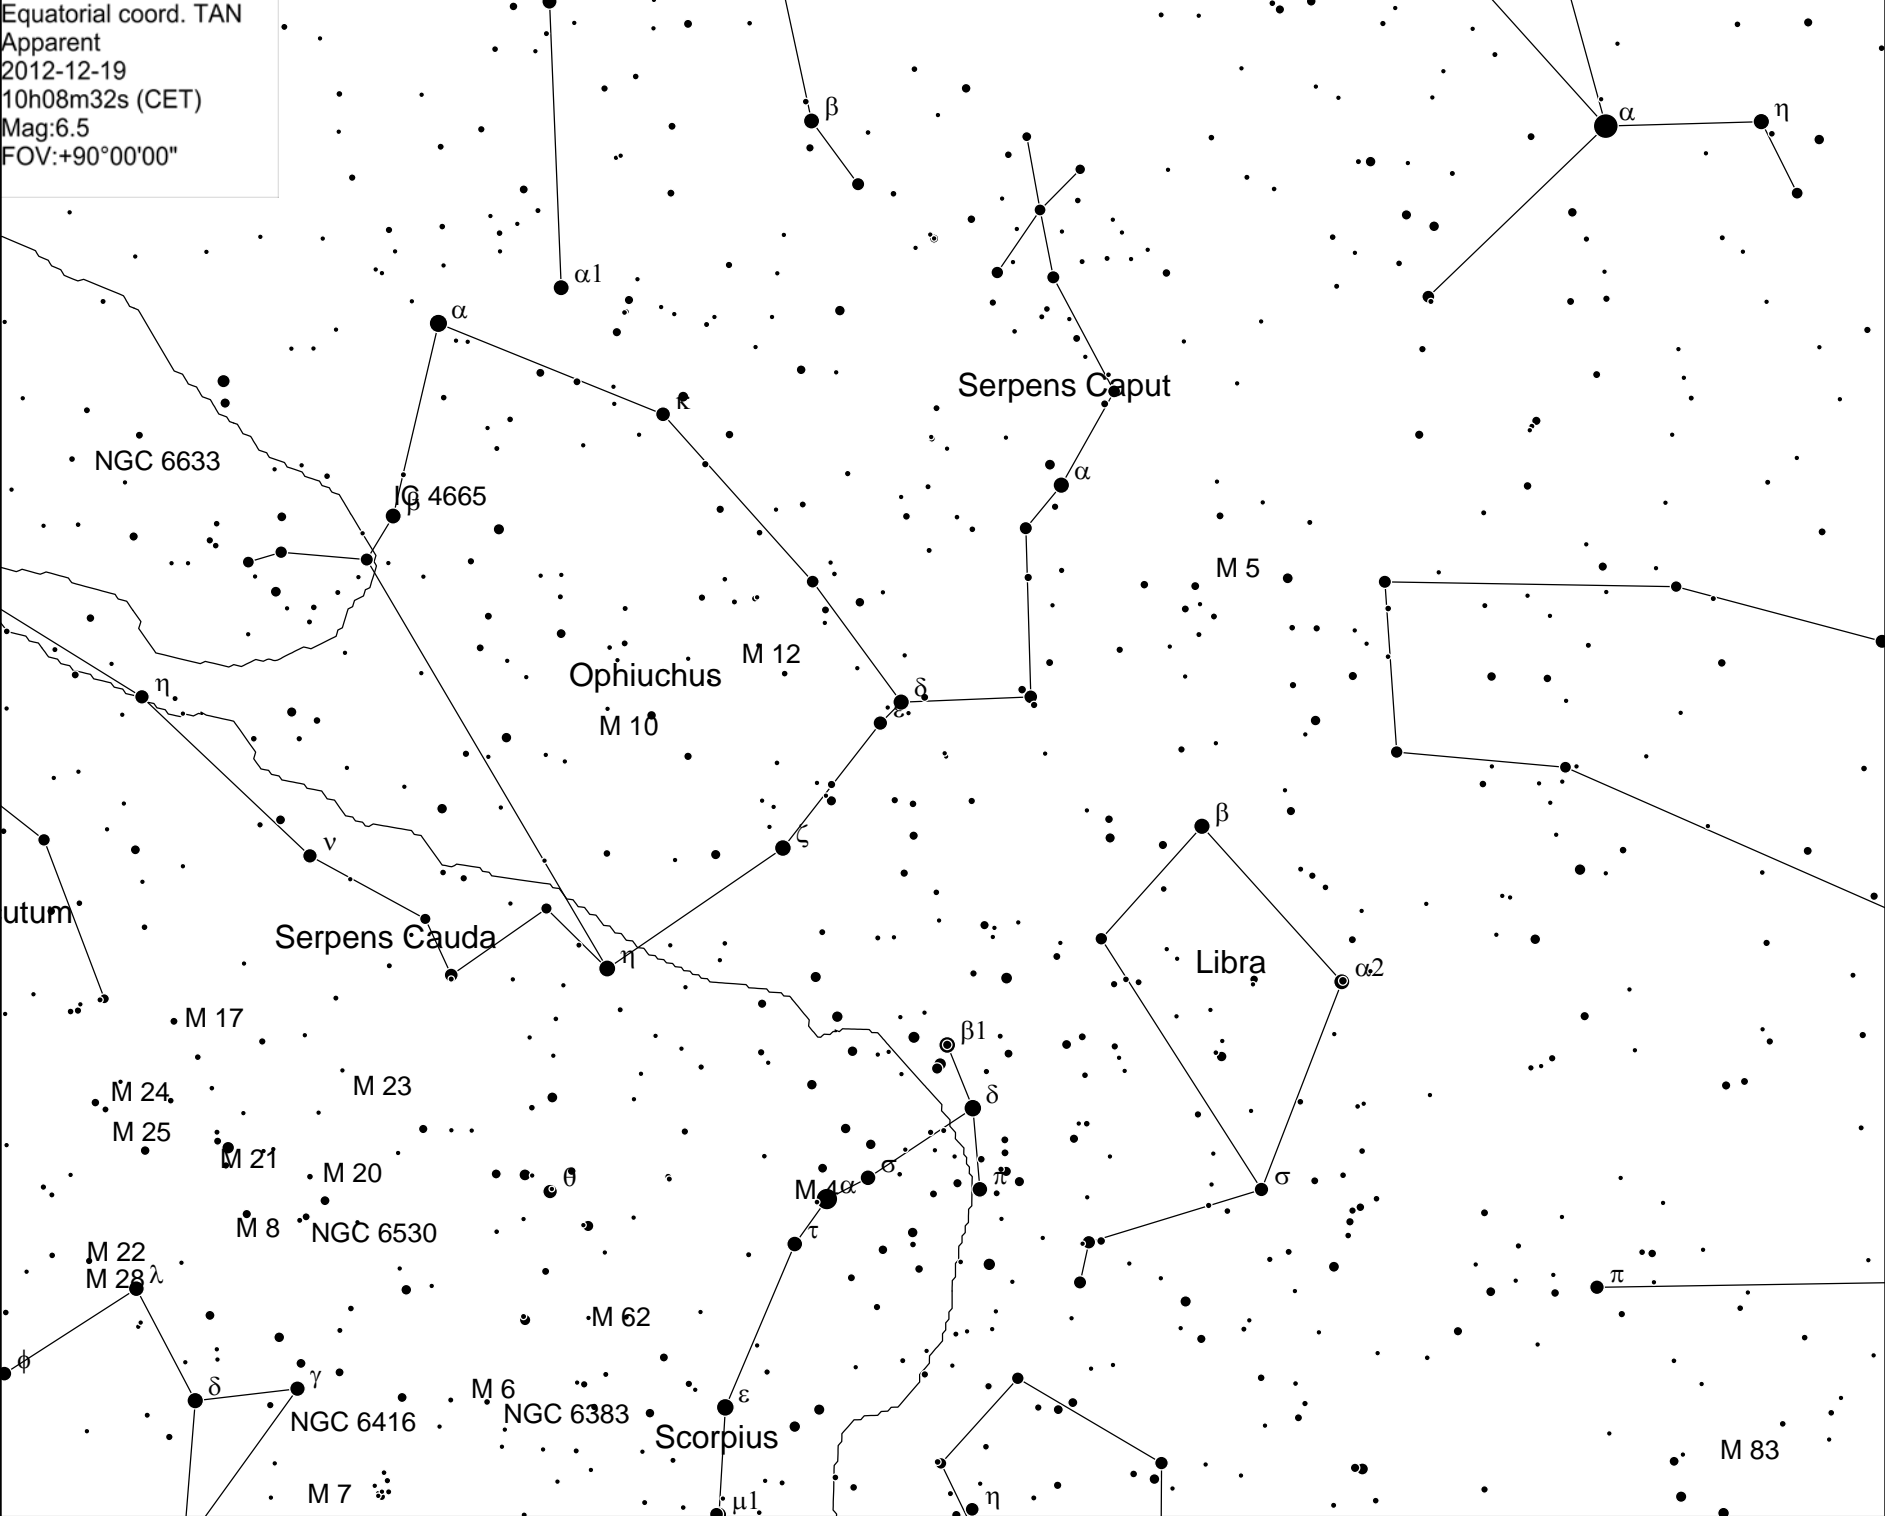 Equatorial coord. TAN
Apparent
2012-12-19
10h08m32s (CET)
Mag:6.5
FOV:+90°00'00"
β
α
η
α1
α
Serpens Caput
κ
NGC 6633
α
IC 4665
β
M 5
M 12
Ophiuchus
η
δ
ε
M 10
β
ν
ζ
utum
Serpens Cauda
η
Libra
α2
M 17
β1
M 23
M 24
δ
M 25
M 21
M 20
θ
σ
π
σ
M 4
α
M 8
NGC 6530
τ
M 22
M 28
λ
π
M 62
φ
δ
γ
M 6
ε
NGC 6383
NGC 6416
Scorpius
M 83
M 7
μ1
η